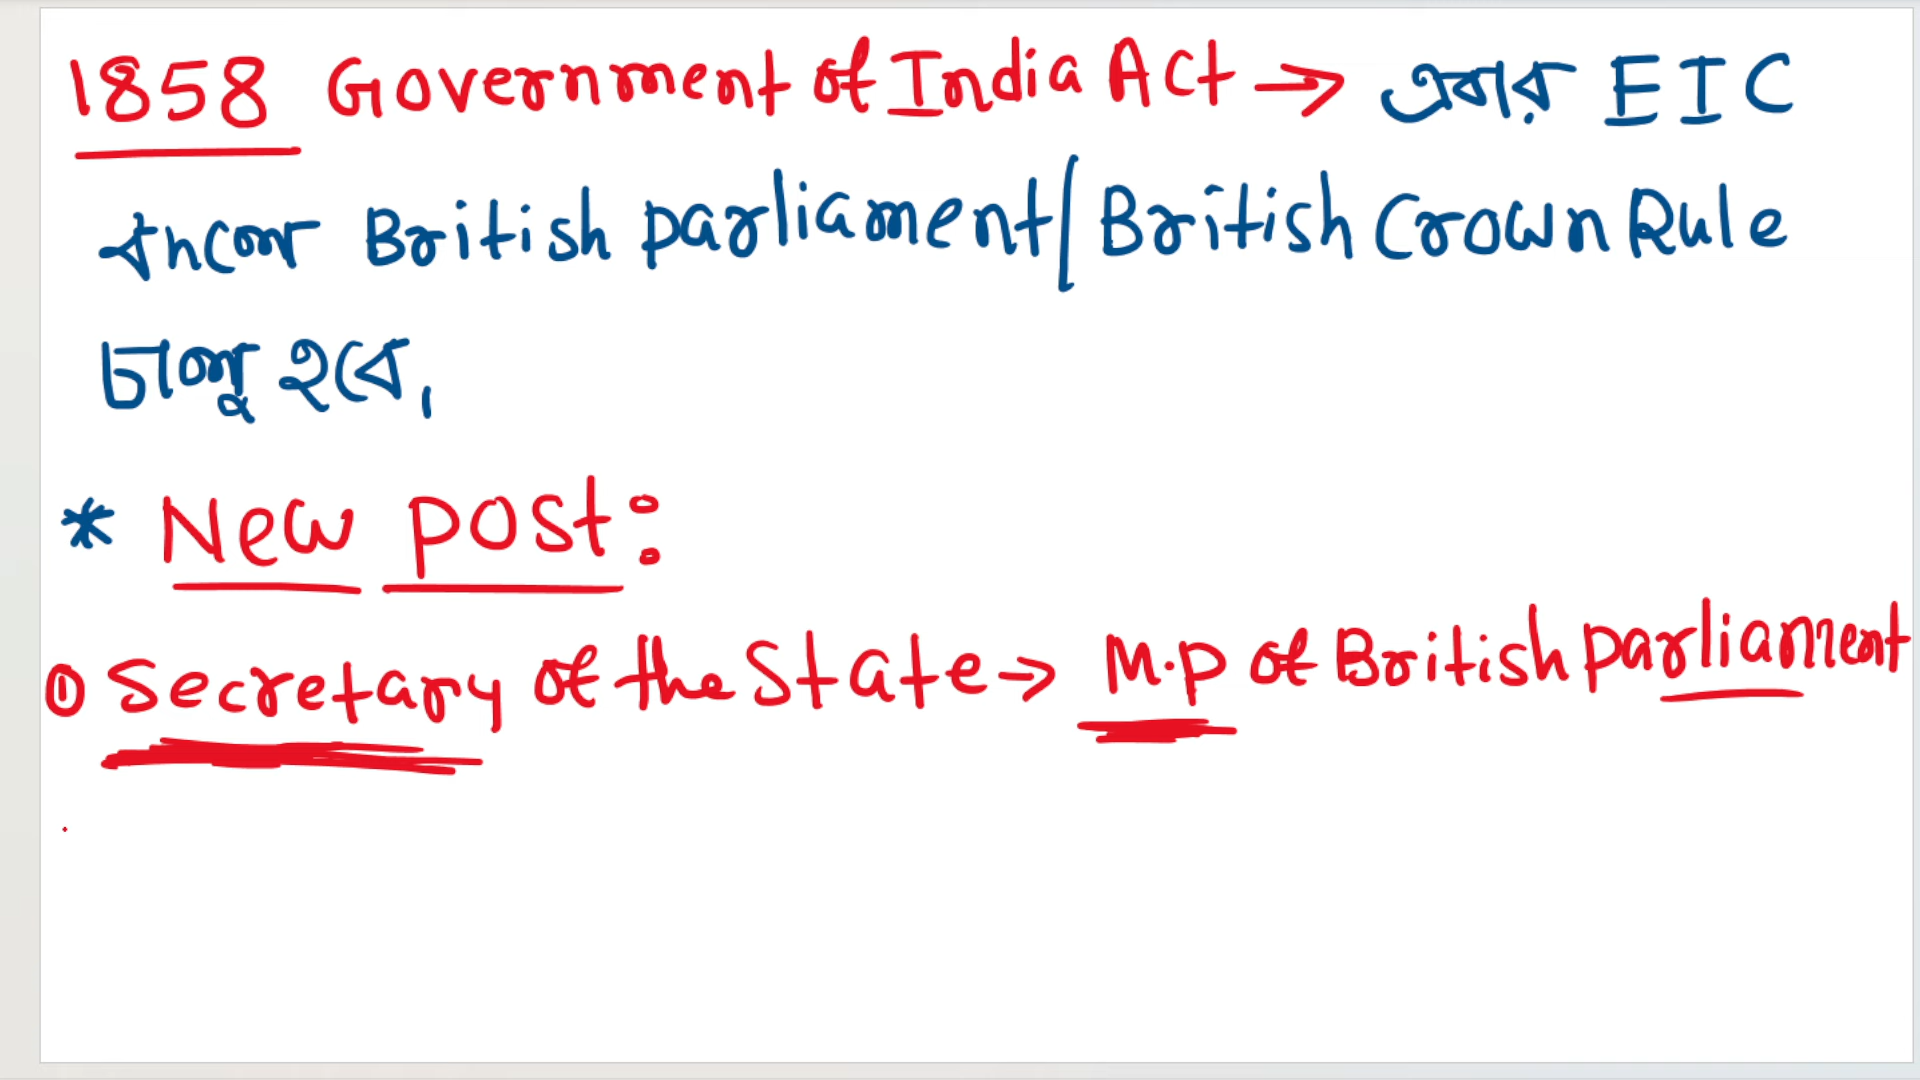 1858 Government of India Act → এবার EIC
বদলে British parliament/British Crown Rule
চালু হবে,
* New post:
① Secretary of the State → M.P of British parliament